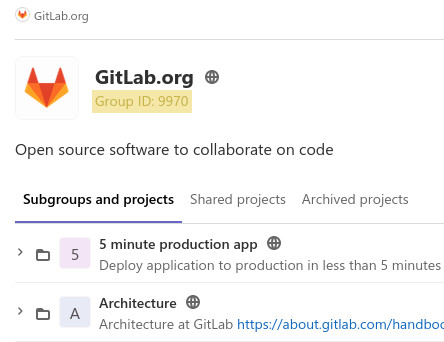 GitLab.org
GitLab.org
Group ID: 9970
Open source software to collaborate on code
Subgroups and projects Shared projects Archived projects
5 5 minute production app
Deploy application to production in less than 5 minutes
A Architecture
Architecture at GitLab https://about.gitlab.com/handboo